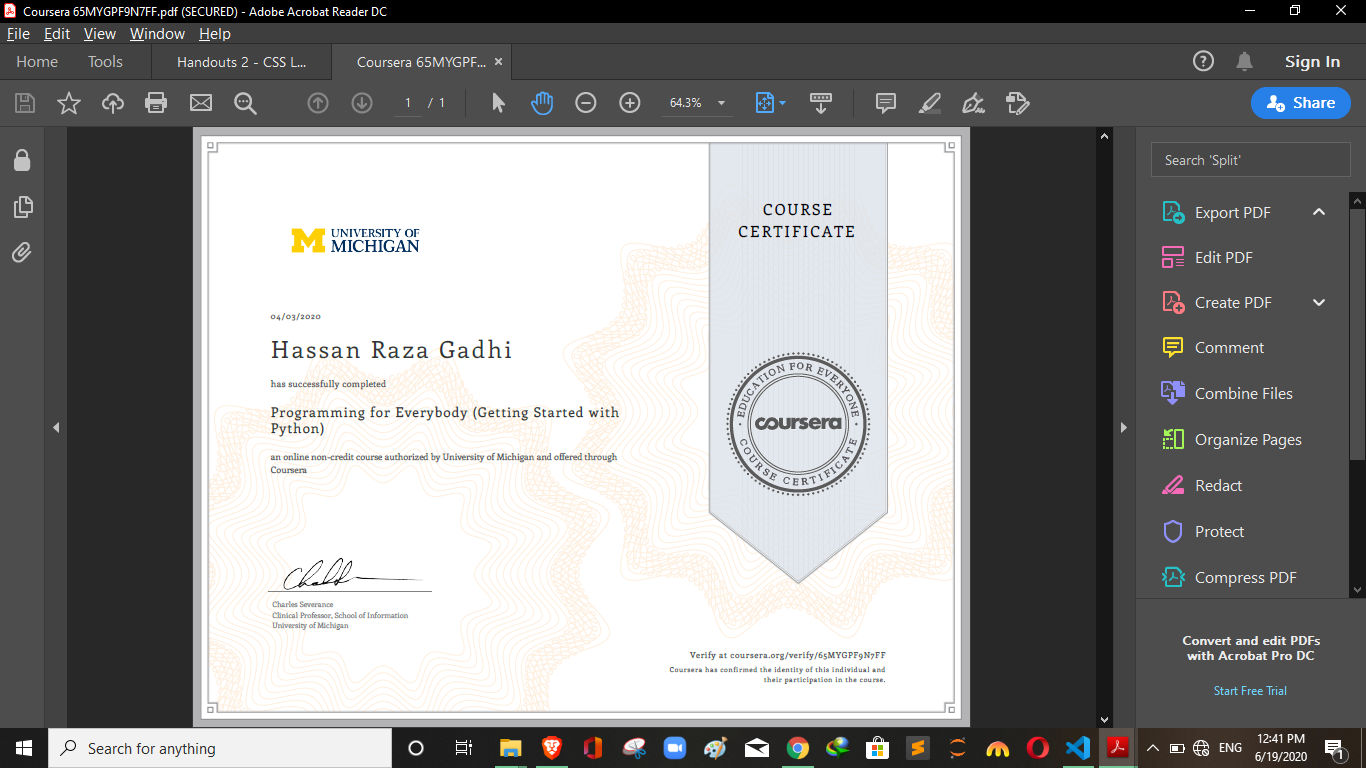 Coursera 65MYGPF9N7FF.pdf (SECURED) - Adobe Acrobat Reader DC
File Edit View Window Help
Home Tools Handouts 2 - CSS L... Coursera 65MYGPF... × Sign In
1 / 1 64.3% Share
Search 'Split'
Export PDF
Edit PDF
Create PDF
Comment
Combine Files
Organize Pages
Redact
Protect
Compress PDF
Convert and edit PDFs
with Acrobat Pro DC
Start Free Trial
UNIVERSITY OF
MICHIGAN
04/03/2020
Hassan Raza Gadhi
has successfully completed
Programming for Everybody (Getting Started with
Python)
an online non-credit course authorized by University of Michigan and offered through
Coursera
Charles Severance
Clinical Professor, School of Information
University of Michigan
COURSE
CERTIFICATE
EDUCATION FOR EVERYONE
coursera
COURSE CERTIFICATE
Verify at coursera.org/verify/65MYGPF9N7FF
Coursera has confirmed the identity of this individual and
their participation in the course.
Search for anything
ENG
12:41 PM
6/19/2020
1